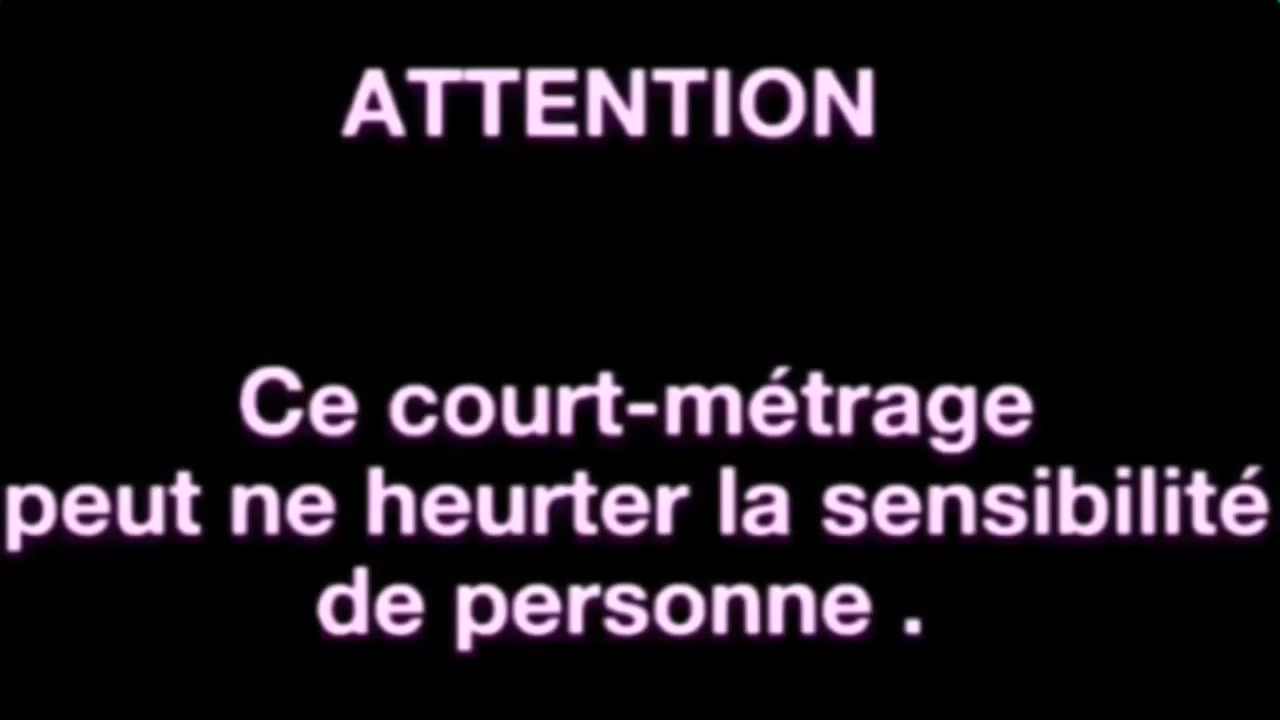 ATTENTION
Ce court-métrage
peut ne heurter la sensibilité
de personne .